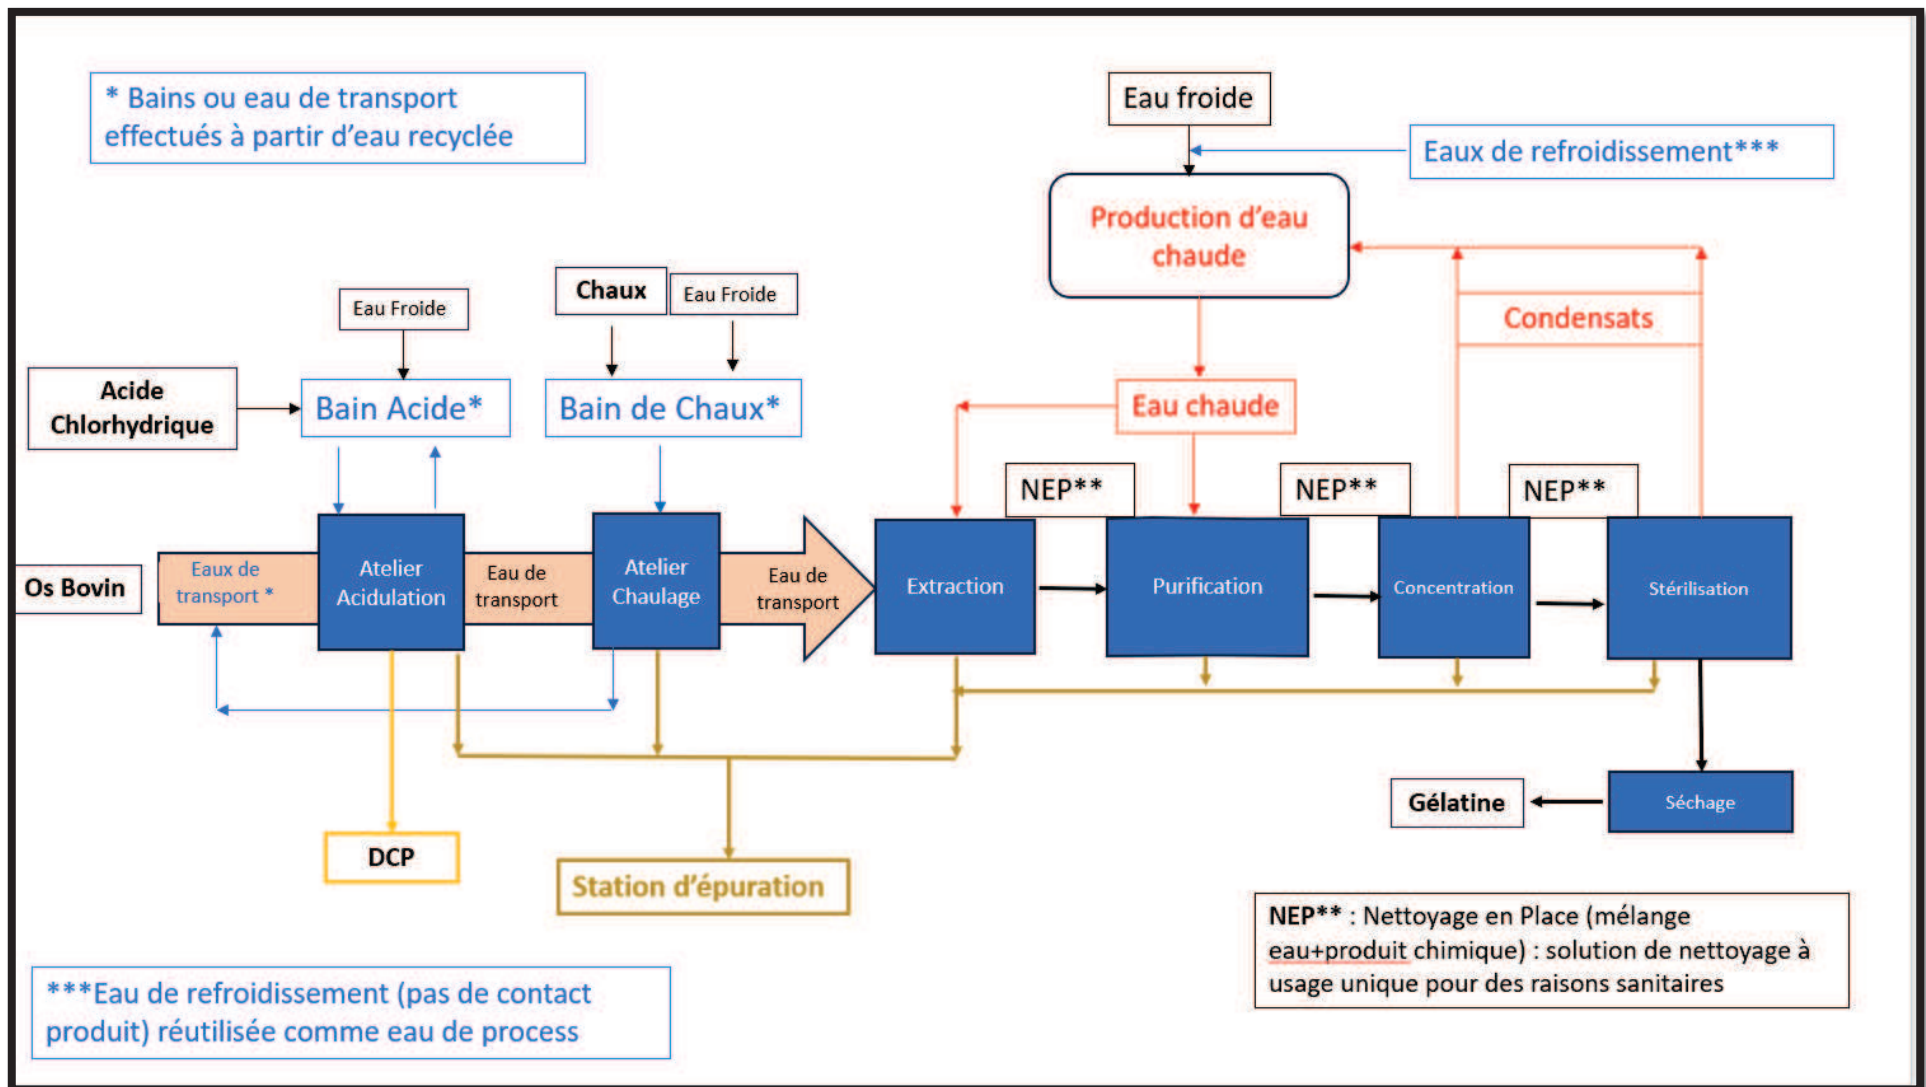 * Bains ou eau de transport
effectués à partir d'eau recyclée
Eau froide
Eaux de refroidissement***
Production d'eau
chaude
Condensats
Eau chaude
Chaux
Eau Froide
Eau Froide
Acide
Chlorhydrique
Bain Acide*
Bain de Chaux*
NEP**
NEP**
NEP**
Os Bovin
Eaux de
transport *
Atelier
Acidulation
Eau de
transport
Atelier
Chaulage
Eau de
transport
Extraction
Purification
Concentration
Stérilisation
Séchage
Gélatine
DCP
Station d'épuration
NEP** : Nettoyage en Place (mélange
eau+produit chimique) : solution de nettoyage à
usage unique pour des raisons sanitaires
***Eau de refroidissement (pas de contact
produit) réutilisée comme eau de process